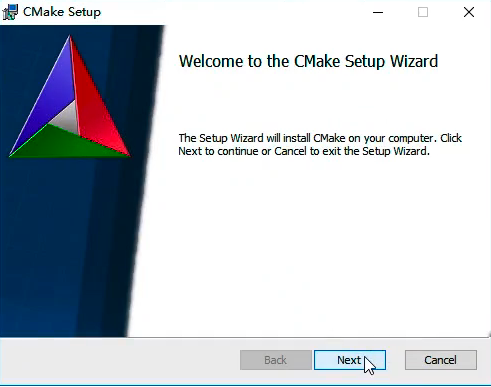 CMake Setup
Welcome to the CMake Setup Wizard
The Setup Wizard will install CMake on your computer. Click
Next to continue or Cancel to exit the Setup Wizard.
Back
Next
Cancel